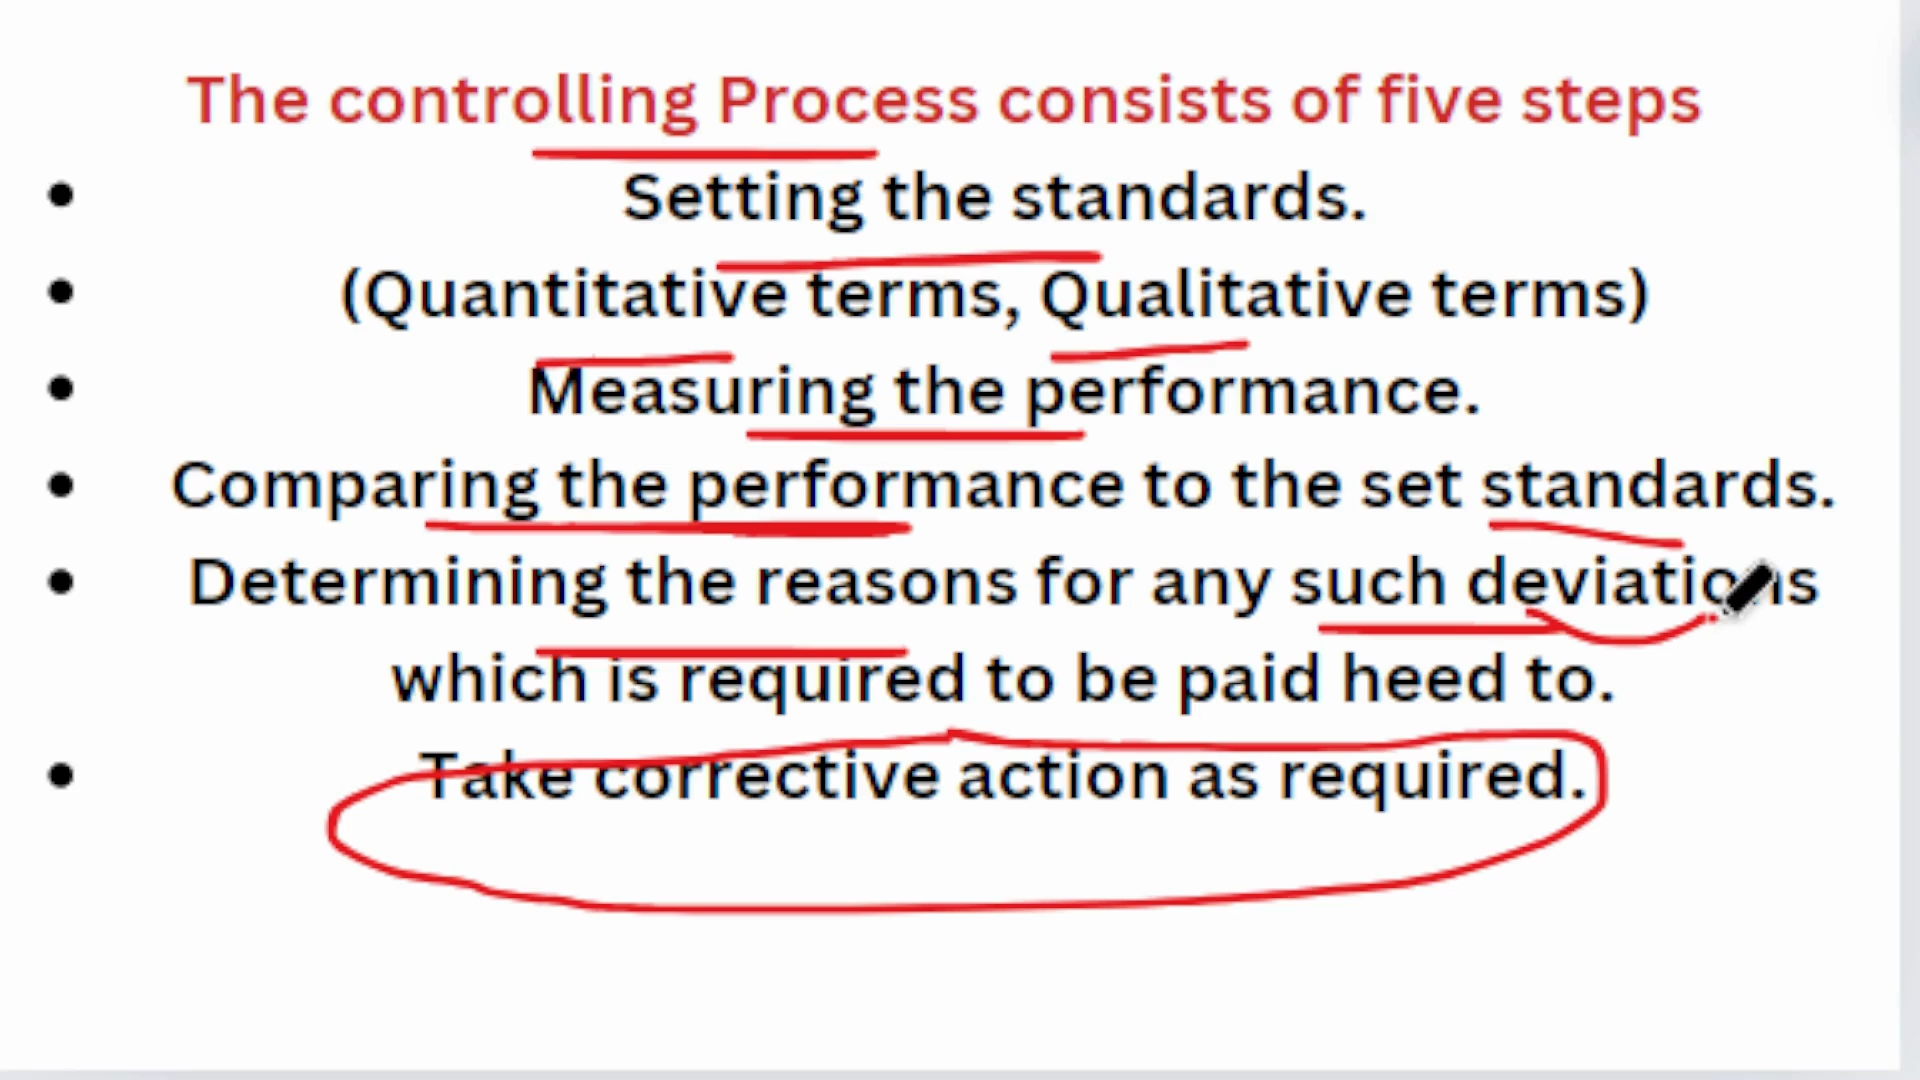 The controlling Process consists of five steps
• Setting the standards.
• (Quantitative terms, Qualitative terms)
• Measuring the performance.
• Comparing the performance to the set standards.
• Determining the reasons for any such deviations
which is required to be paid heed to.
• Take corrective action as required.